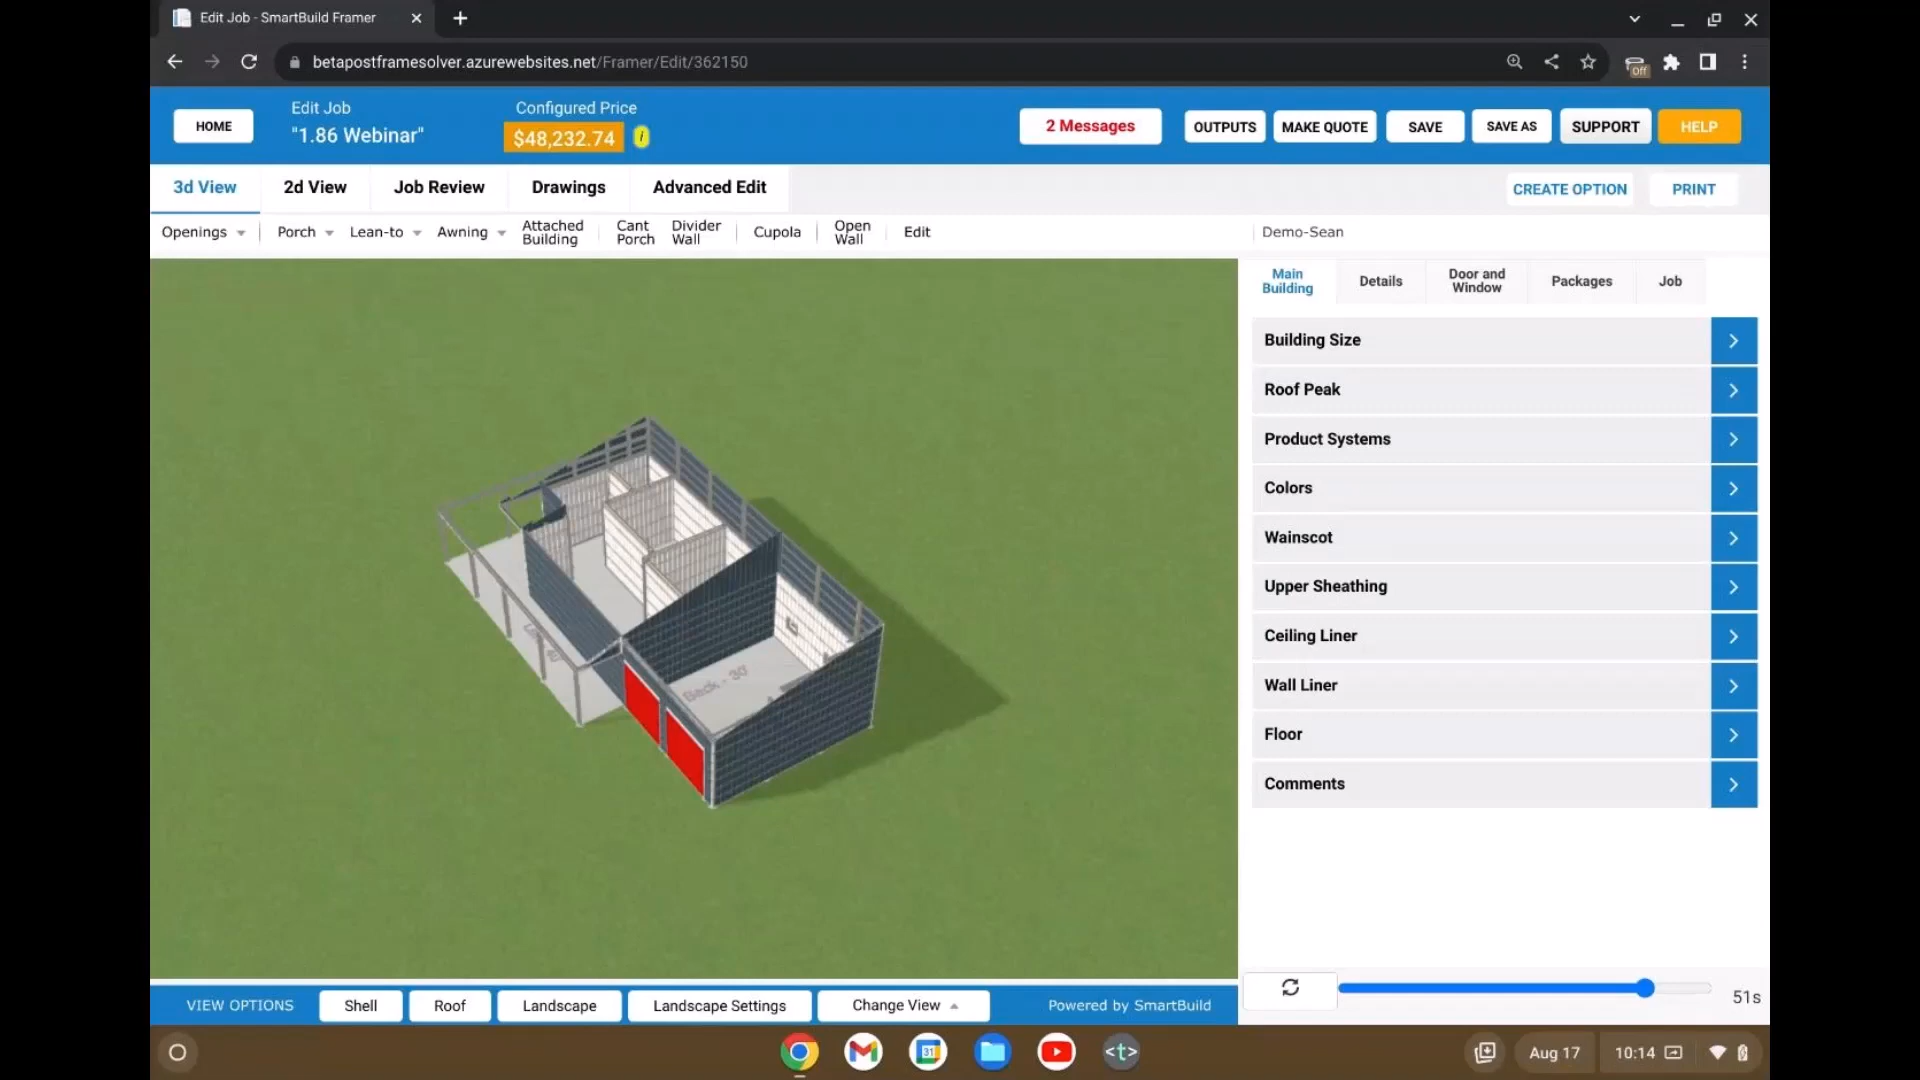 Edit Job - SmartBuild Framer
betapostframesolver.azurewebsites.net/Framer/Edit/362150
Off
HOME
Edit Job
"1.86 Webinar"
Configured Price
$48,232.74
i
2 Messages
OUTPUTS
MAKE QUOTE
SAVE
SAVE AS
SUPPORT
HELP
3d View
2d View
Job Review
Drawings
Advanced Edit
CREATE OPTION
PRINT
Openings
Porch
Lean-to
Awning
Attached
Building
Cant
Porch
Divider
Wall
Cupola
Open
Wall
Edit
Demo-Sean
Main
Building
Details
Door and
Window
Packages
Job
Building Size
Roof Peak
Product Systems
Colors
Wainscot
Upper Sheathing
Ceiling Liner
Wall Liner
Floor
Comments
Back - 30'
51s
VIEW OPTIONS
Shell
Roof
Landscape
Landscape Settings
Change View
Powered by SmartBuild
31
<t>
Aug 17
10:14